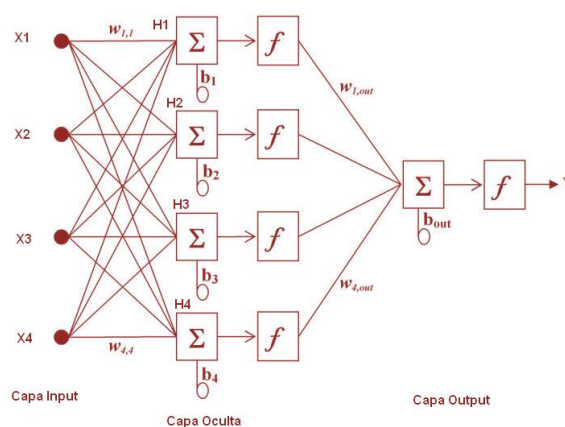 X1
w1,1
H1
Σ
f
b1
w1,out
X2
H2
Σ
f
b2
Σ
f
bout
X3
H3
Σ
f
b3
w4,out
X4
w4,4
H4
Σ
f
b4
Capa Input
Capa Oculta
Capa Output